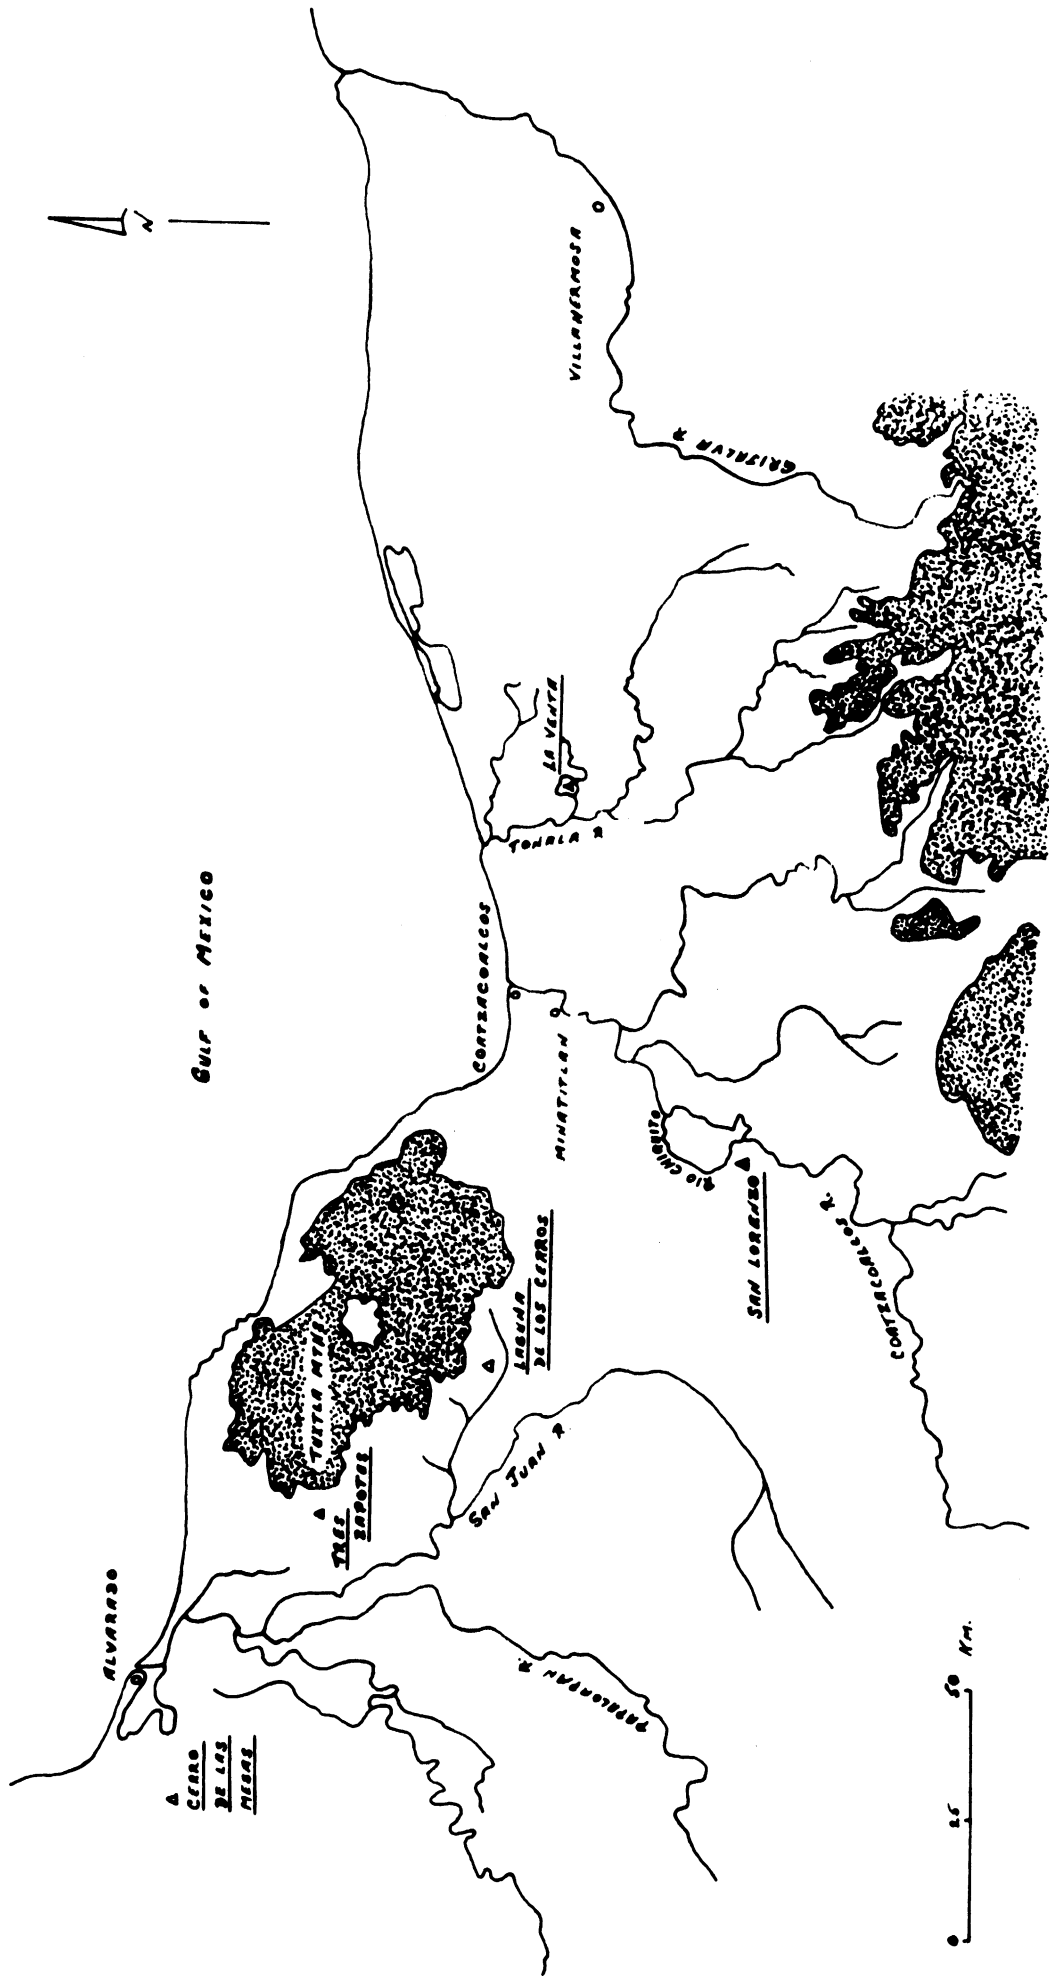 N
GULF OF MEXICO
ALVARADO
CERRO
DE LAS
MESAS
TRES
ZAPOTES
TUXTLA MTNS
LAGUNA
DE LOS CERROS
SAN JUAN R
PAPALOAPAN R.
COATZACOALCOS
MINATITLAN
RIO CHIQUITO
SAN LORENZO
COATZACOALCOS R.
TONALA R
LA VENTA
VILLAHERMOSA
GRIJALVA R
0 25 50 KM.